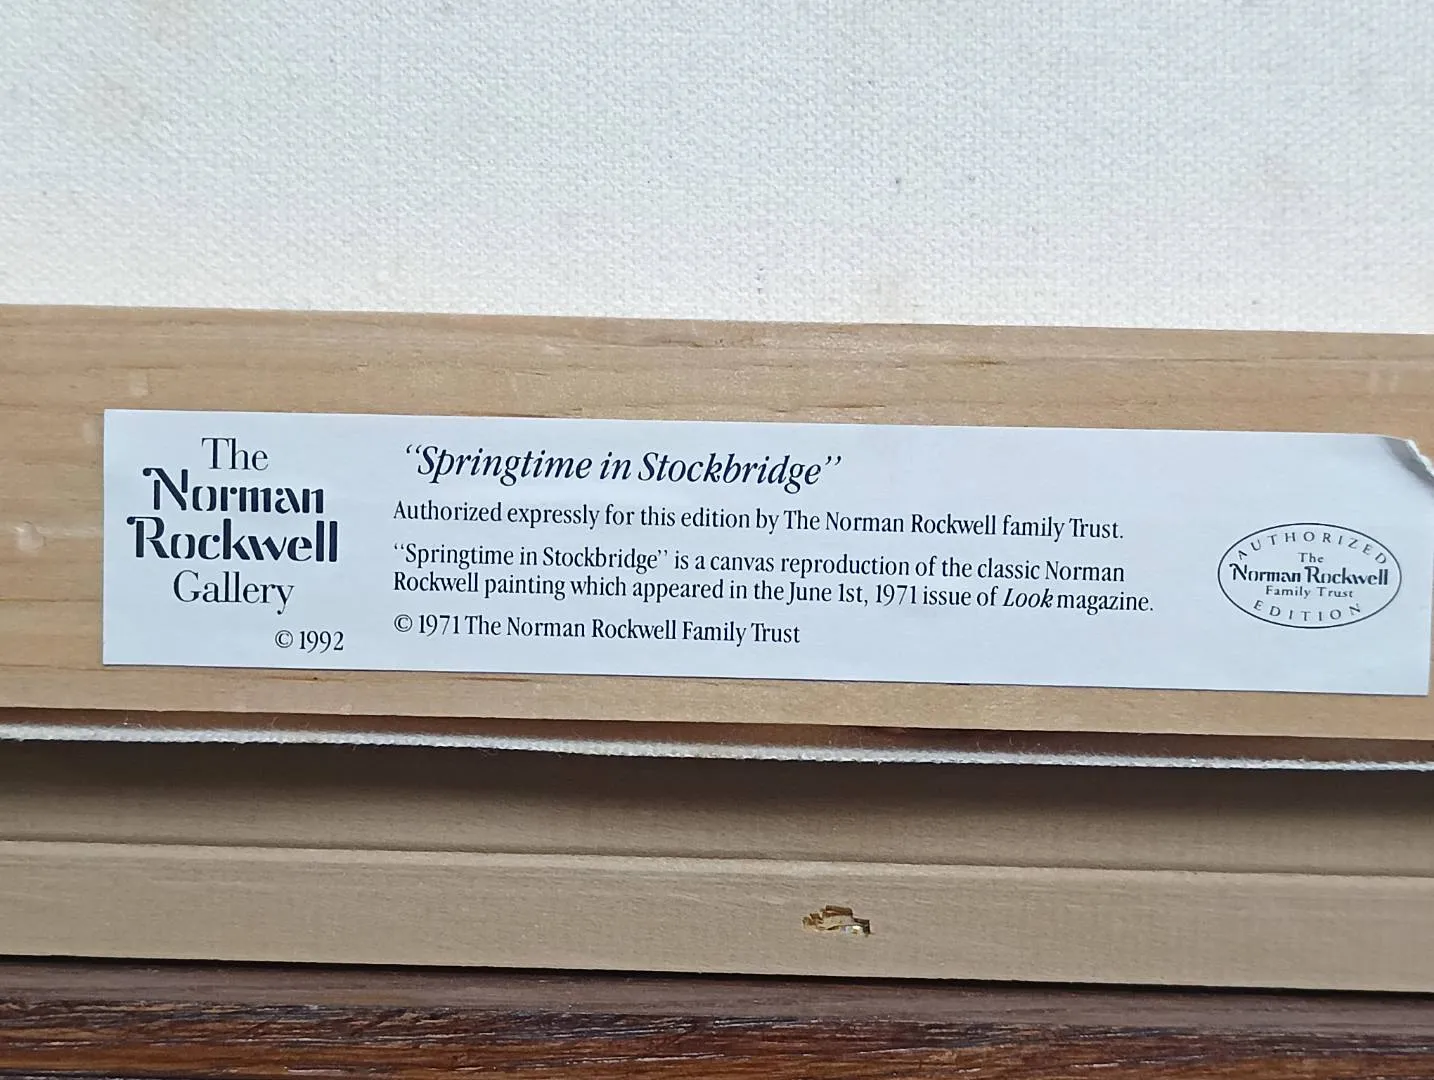 The
Norman
Rockwell
Gallery
© 1992
“Springtime in Stockbridge”
Authorized expressly for this edition by The Norman Rockwell family Trust.
“Springtime in Stockbridge” is a canvas reproduction of the classic Norman
Rockwell painting which appeared in the June 1st, 1971 issue of Look magazine.
© 1971 The Norman Rockwell Family Trust
AUTHORIZED
The
Norman Rockwell
Family Trust
EDITION